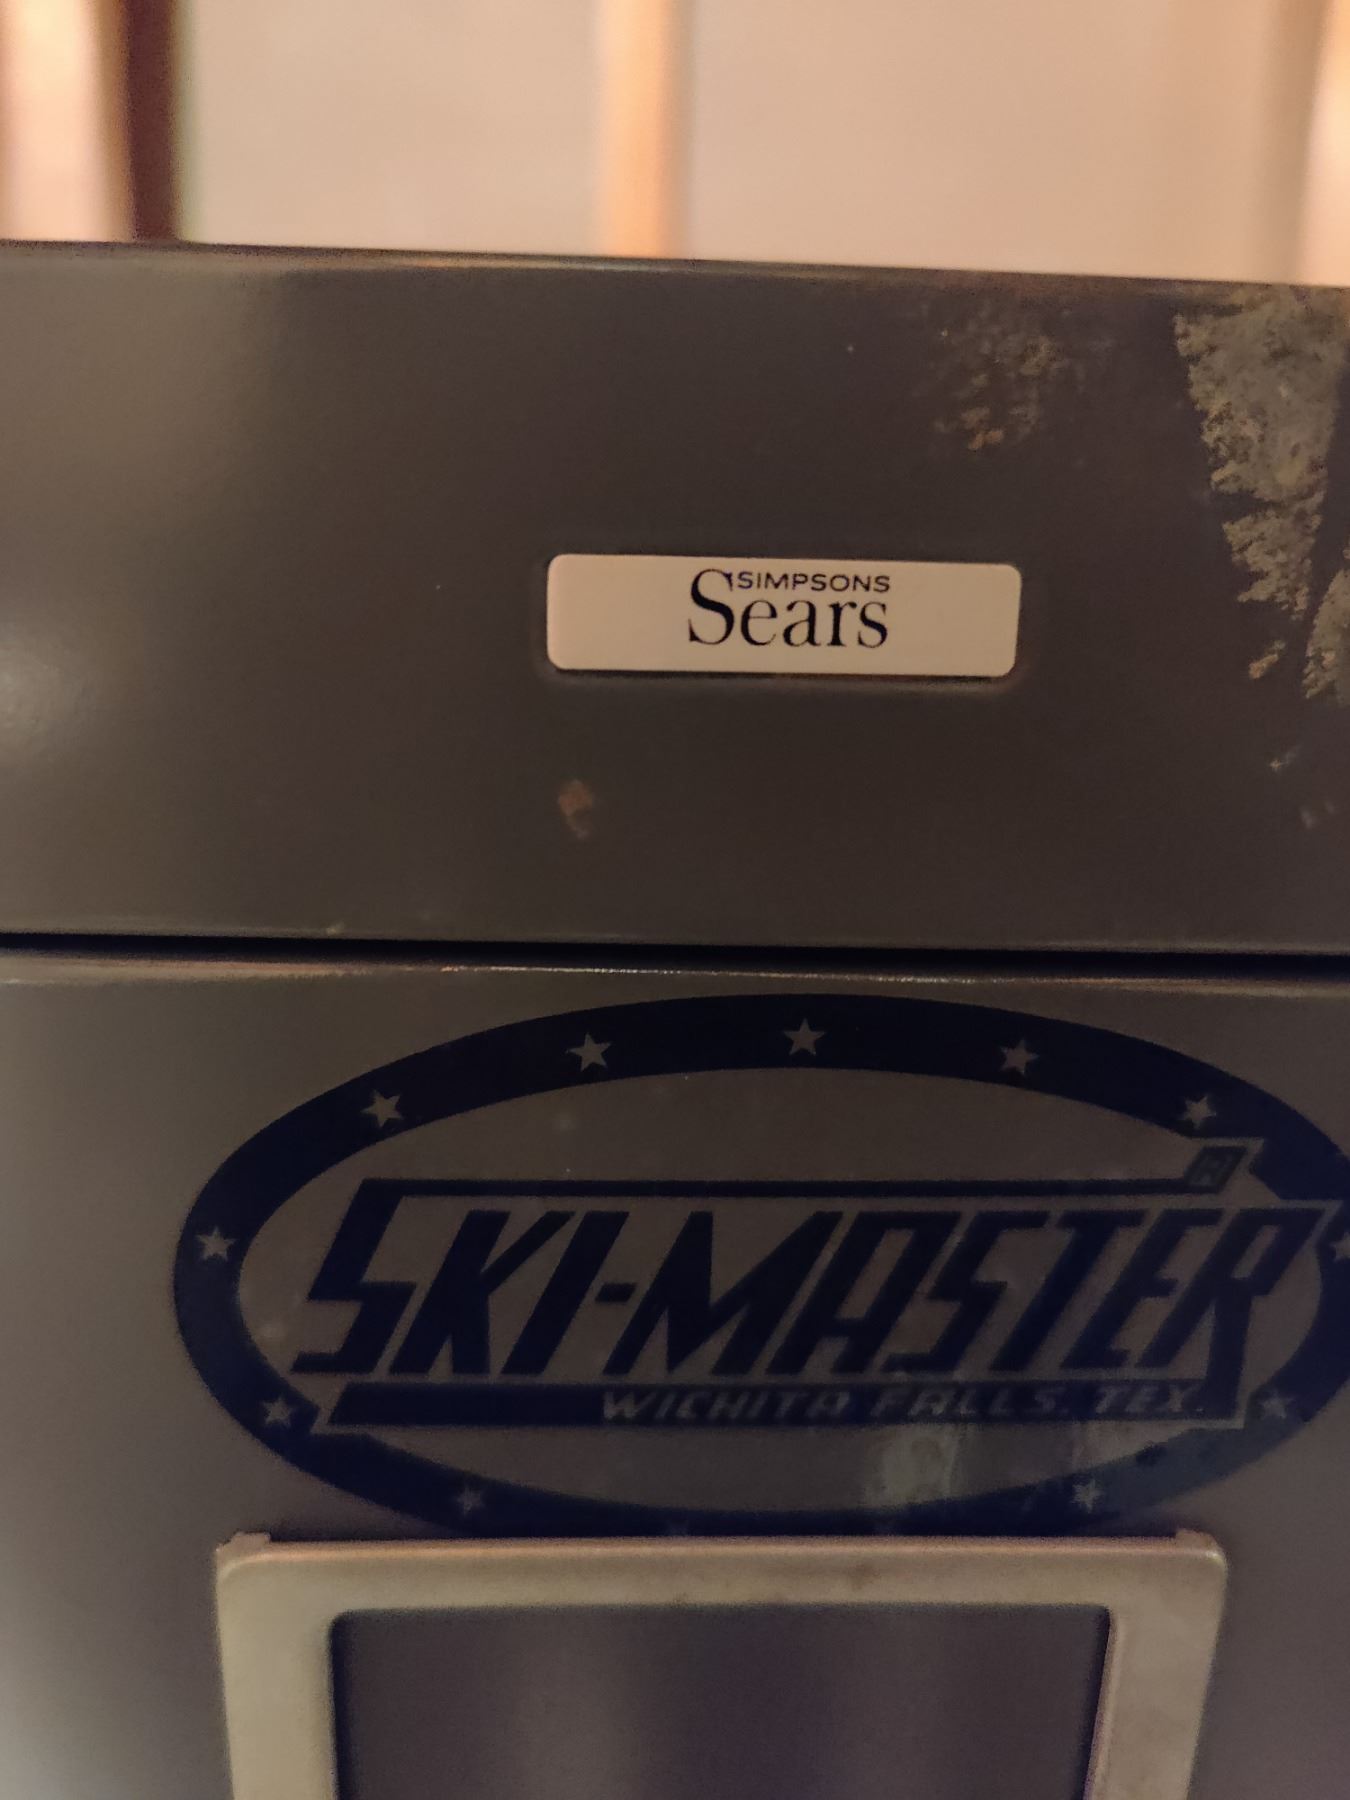 SIMPSONS
Sears
SKI-MASTER
WICHITA FALLS, TEX.